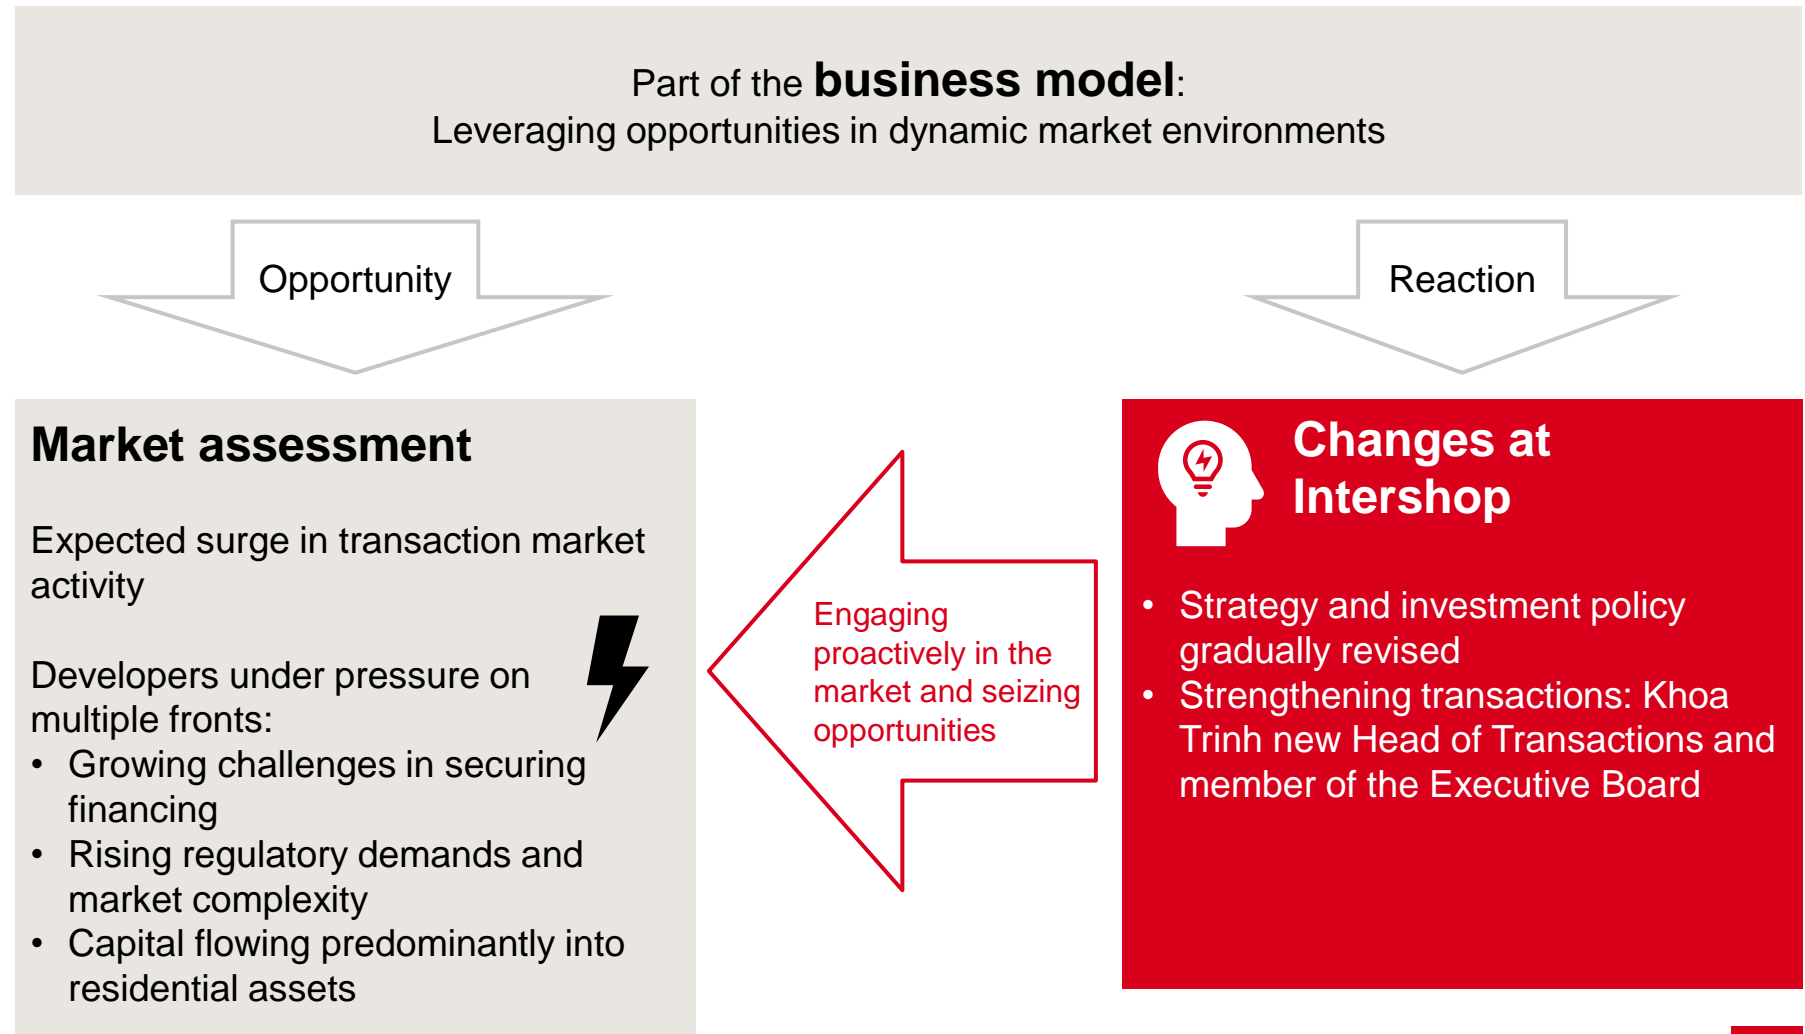 Part of the business model:
Leveraging opportunities in dynamic market environments
Opportunity
Reaction
Market assessment
Expected surge in transaction market
activity
Developers under pressure on
multiple fronts:
• Growing challenges in securing
financing
• Rising regulatory demands and
market complexity
• Capital flowing predominantly into
residential assets
Engaging
proactively in the
market and seizing
opportunities
Changes at
Intershop
• Strategy and investment policy
gradually revised
• Strengthening transactions: Khoa
Trinh new Head of Transactions and
member of the Executive Board